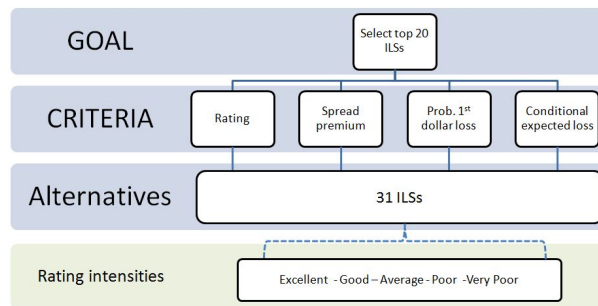 GOAL
Select top 20
ILSs
CRITERIA
Rating
Spread
premium
Prob. 1st
dollar loss
Conditional
expected loss
Alternatives
31 ILSs
Rating intensities
Excellent - Good – Average - Poor -Very Poor